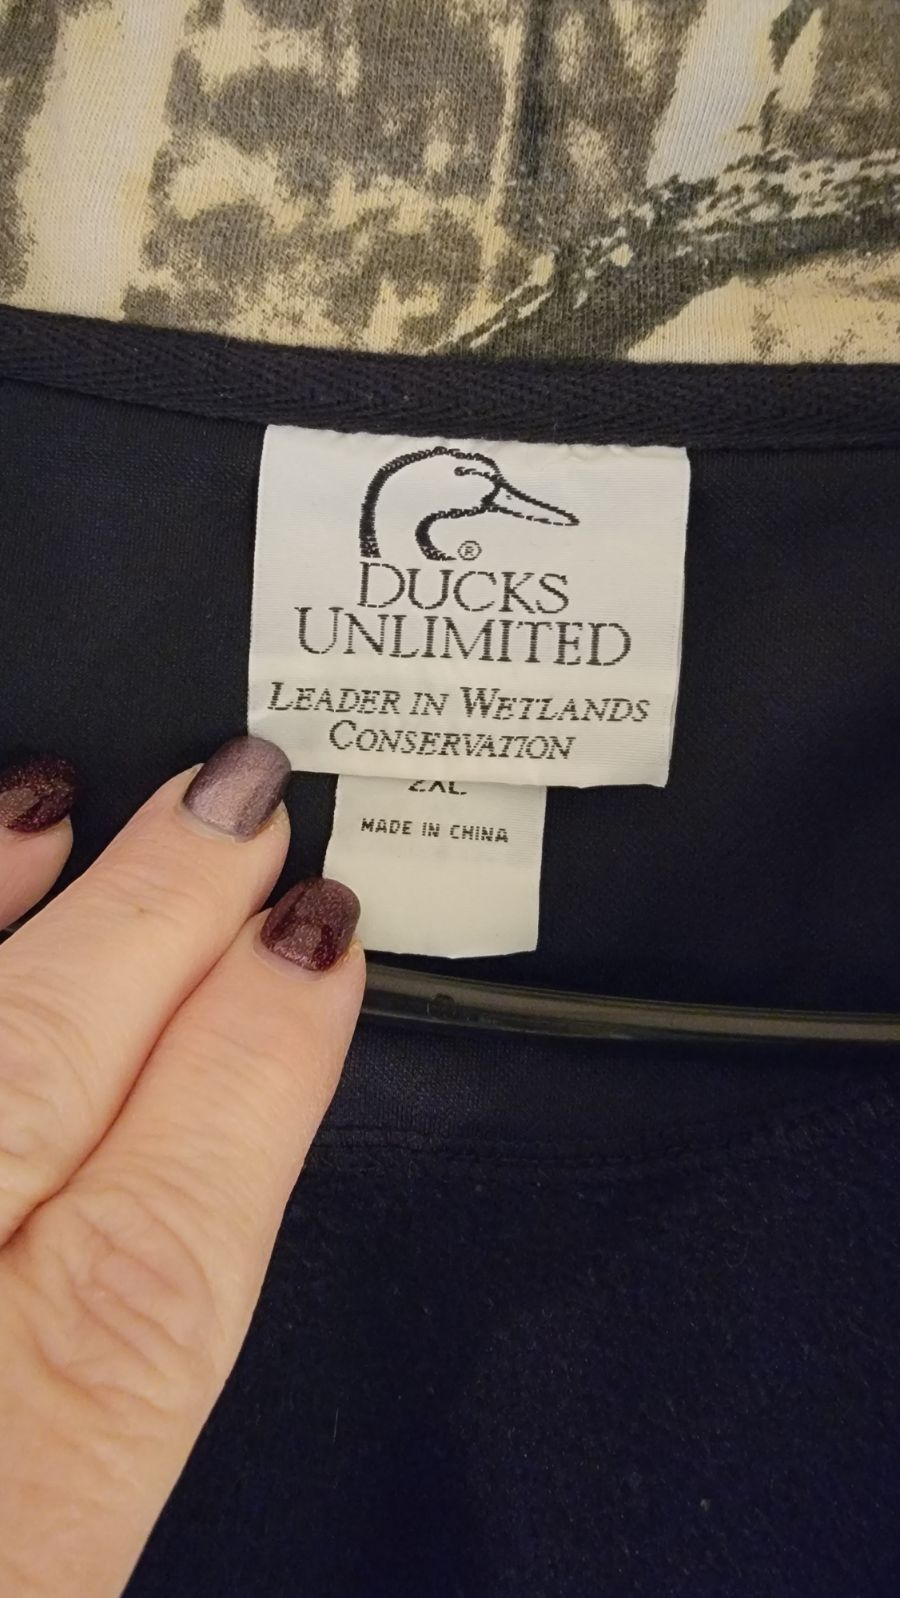 ®
DUCKS
UNLIMITED
LEADER IN WETLANDS
CONSERVATION
2XL
MADE IN CHINA